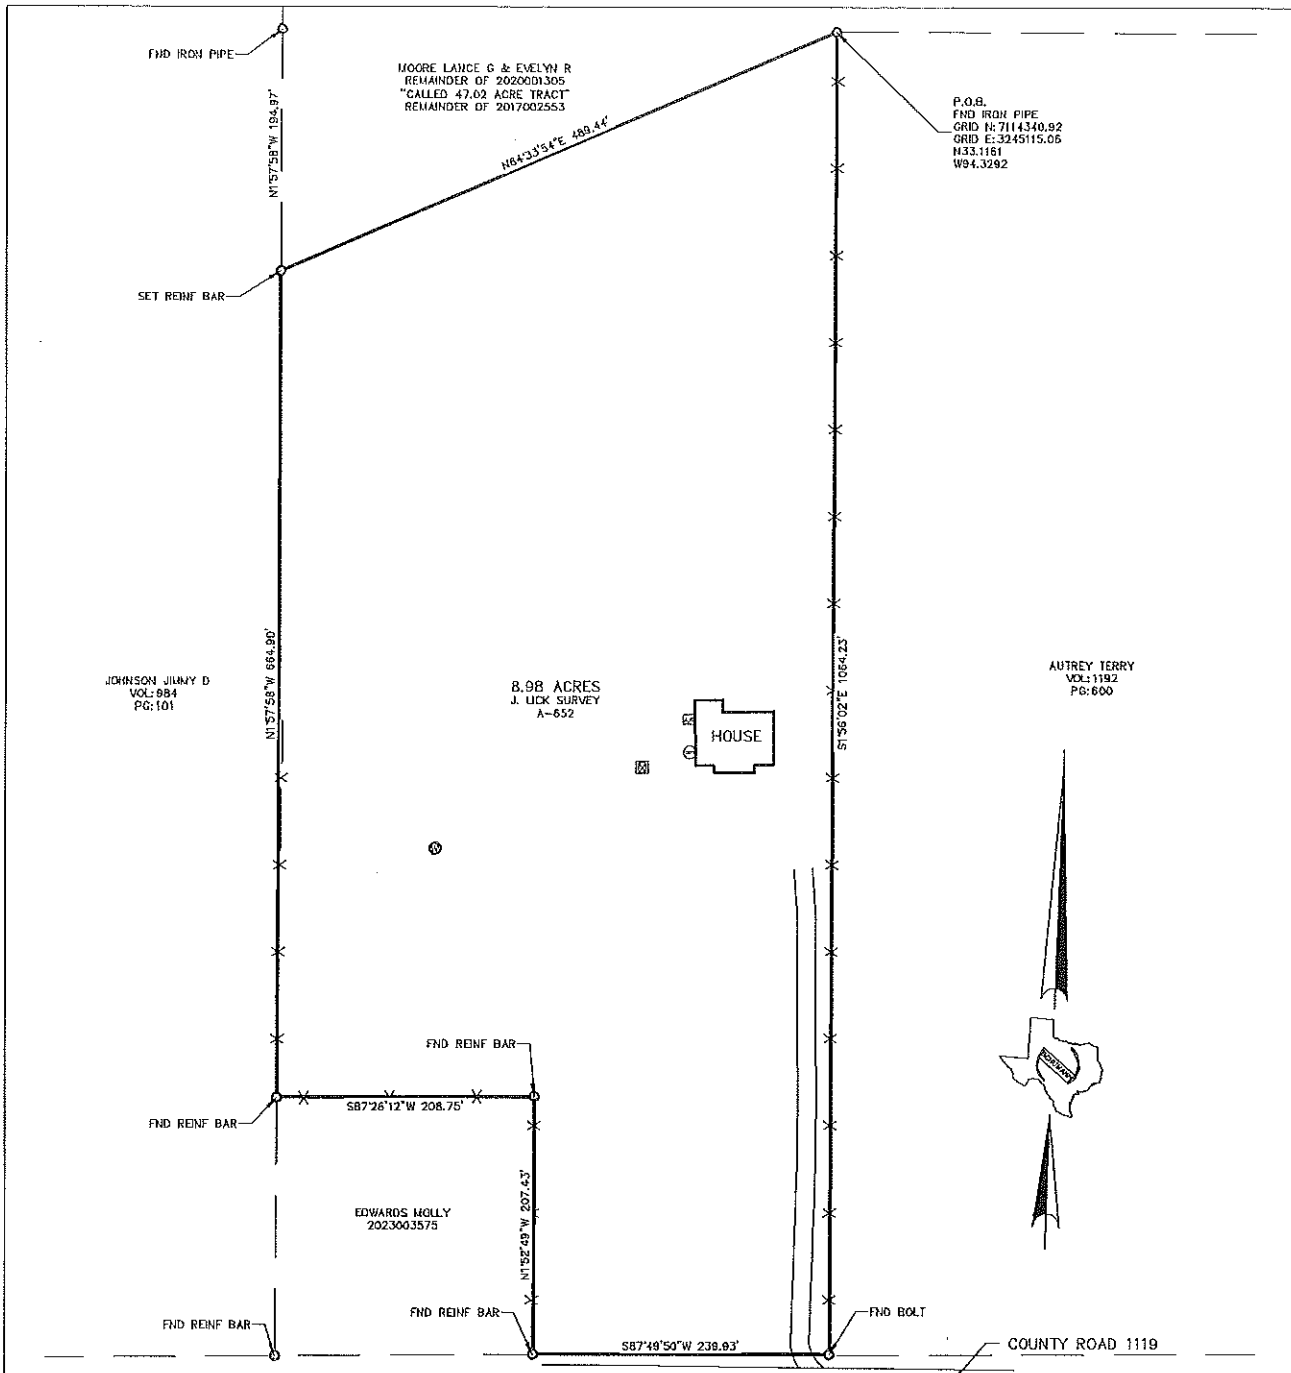 FND IRON PIPE
MOORE LANCE G & EVELYN R
REMAINDER OF 2020001305
"CALLED 47.02 ACRE TRACT"
REMAINDER OF 2017002553
N1°57'58"W 194.97'
N64°33'54"E 489.44'
P.O.B.
FND IRON PIPE
GRID N: 7114340.92
GRID E: 3245115.06
N33.1161
W94.3292
SET REINF BAR
N1°57'58"W 664.90'
JOHNSON JIMMY D
VOL: 984
PG: 101
8.98 ACRES
J. LICK SURVEY
A-652
HOUSE
S1°56'02"E 1064.23'
AUTREY TERRY
VOL: 1192
PG: 600
W
FND REINF BAR
S87°26'12"W 208.75'
FND REINF BAR
EDWARDS MOLLY
2023003575
N1°52'49"W 207.43'
FND REINF BAR
FND REINF BAR
S87°49'50"W 239.93'
FND BOLT
COUNTY ROAD 1119